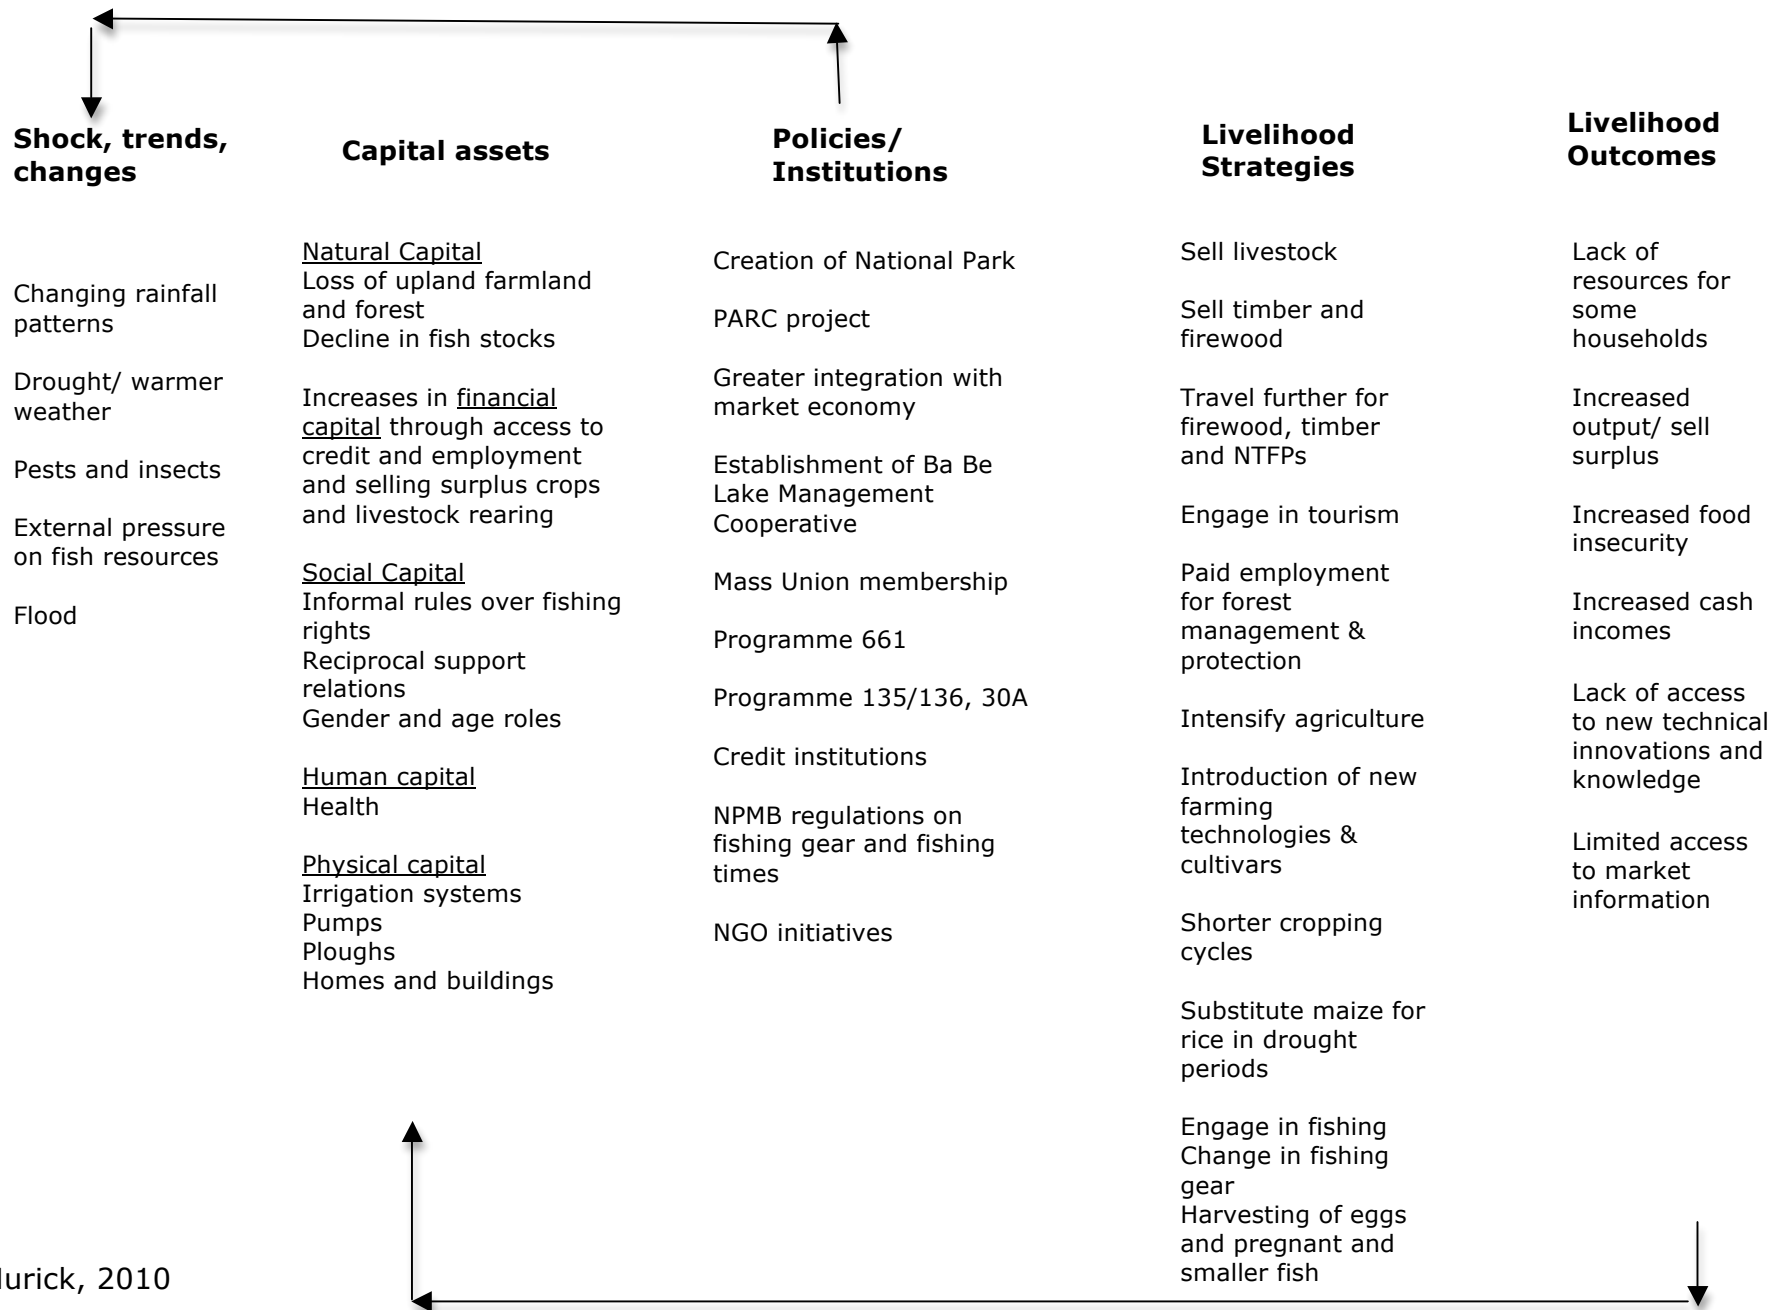 Shock, trends,
changes
Changing rainfall
patterns
Drought/ warmer
weather
Pests and insects
External pressure
on fish resources
Flood
Capital assets
Natural Capital
Loss of upland farmland
and forest
Decline in fish stocks
Increases in financial
capital through access to
credit and employment
and selling surplus crops
and livestock rearing
Social Capital
Informal rules over fishing
rights
Reciprocal support
relations
Gender and age roles
Human capital
Health
Physical capital
Irrigation systems
Pumps
Ploughs
Homes and buildings
Policies/
Institutions
Creation of National Park
PARC project
Greater integration with
market economy
Establishment of Ba Be
Lake Management
Cooperative
Mass Union membership
Programme 661
Programme 135/136, 30A
Credit institutions
NPMB regulations on
fishing gear and fishing
times
NGO initiatives
Livelihood
Strategies
Sell livestock
Sell timber and
firewood
Travel further for
firewood, timber
and NTFPs
Engage in tourism
Paid employment
for forest
management &
protection
Intensify agriculture
Introduction of new
farming
technologies &
cultivars
Shorter cropping
cycles
Substitute maize for
rice in drought
periods
Engage in fishing
Change in fishing
gear
Harvesting of eggs
and pregnant and
smaller fish
Livelihood
Outcomes
Lack of
resources for
some
households
Increased
output/ sell
surplus
Increased food
insecurity
Increased cash
incomes
Lack of access
to new technical
innovations and
knowledge
Limited access
to market
information
2010